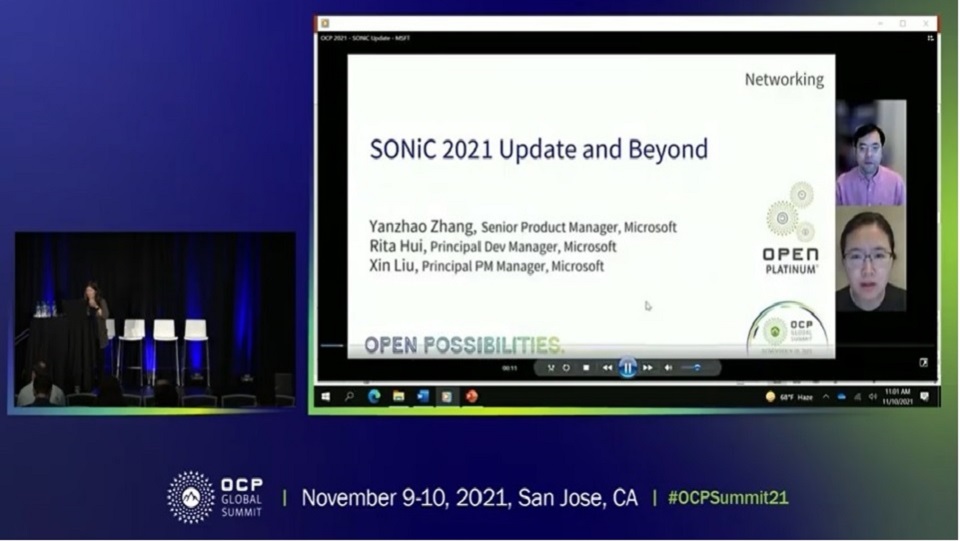 OCP 2021 - SONiC Update - MSFT
Networking
SONiC 2021 Update and Beyond
Yanzhao Zhang, Senior Product Manager, Microsoft
Rita Hui, Principal Dev Manager, Microsoft
Xin Liu, Principal PM Manager, Microsoft
OPEN
PLATINUM
OCP
GLOBAL
SUMMIT
OPEN POSSIBILITIES.
00:11
68°F Haze
11:01 AM
11/10/2021
OCP
GLOBAL
SUMMIT
November 9-10, 2021, San Jose, CA
#OCPSummit21